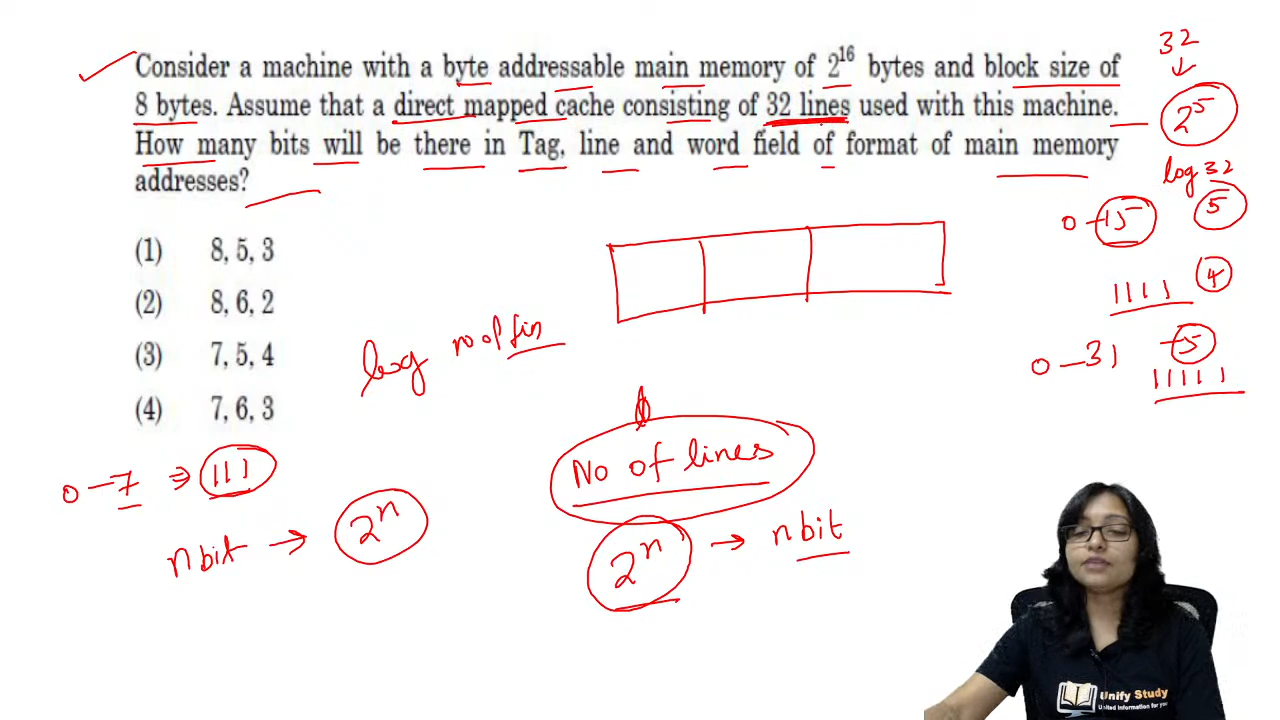 Consider a machine with a byte addressable main memory of 2^16 bytes and block size of
8 bytes. Assume that a direct mapped cache consisting of 32 lines used with this machine.
How many bits will be there in Tag, line and word field of format of main memory
addresses?
(1) 8, 5, 3
(2) 8, 6, 2
(3) 7, 5, 4
(4) 7, 6, 3
32
2^5
log 32
5
0 - 15
1111 4
0 - 31 - 5
11111
log no of lin
No of lines
2^n → n bit
0 - 7 ⇒ 111
n bit → 2^n
Unify Study
United Information for you